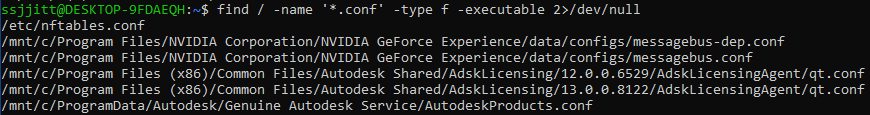 ssjjitt@DESKTOP-9FDAEQH:~$ find / -name '*.conf' -type f -executable 2>/dev/null
/etc/nftables.conf
/mnt/c/Program Files/NVIDIA Corporation/NVIDIA GeForce Experience/data/configs/messagebus-dep.conf
/mnt/c/Program Files/NVIDIA Corporation/NVIDIA GeForce Experience/data/configs/messagebus.conf
/mnt/c/Program Files (x86)/Common Files/Autodesk Shared/AdskLicensing/12.0.0.6529/AdskLicensingAgent/qt.conf
/mnt/c/Program Files (x86)/Common Files/Autodesk Shared/AdskLicensing/13.0.0.8122/AdskLicensingAgent/qt.conf
/mnt/c/ProgramData/Autodesk/Genuine Autodesk Service/AutodeskProducts.conf